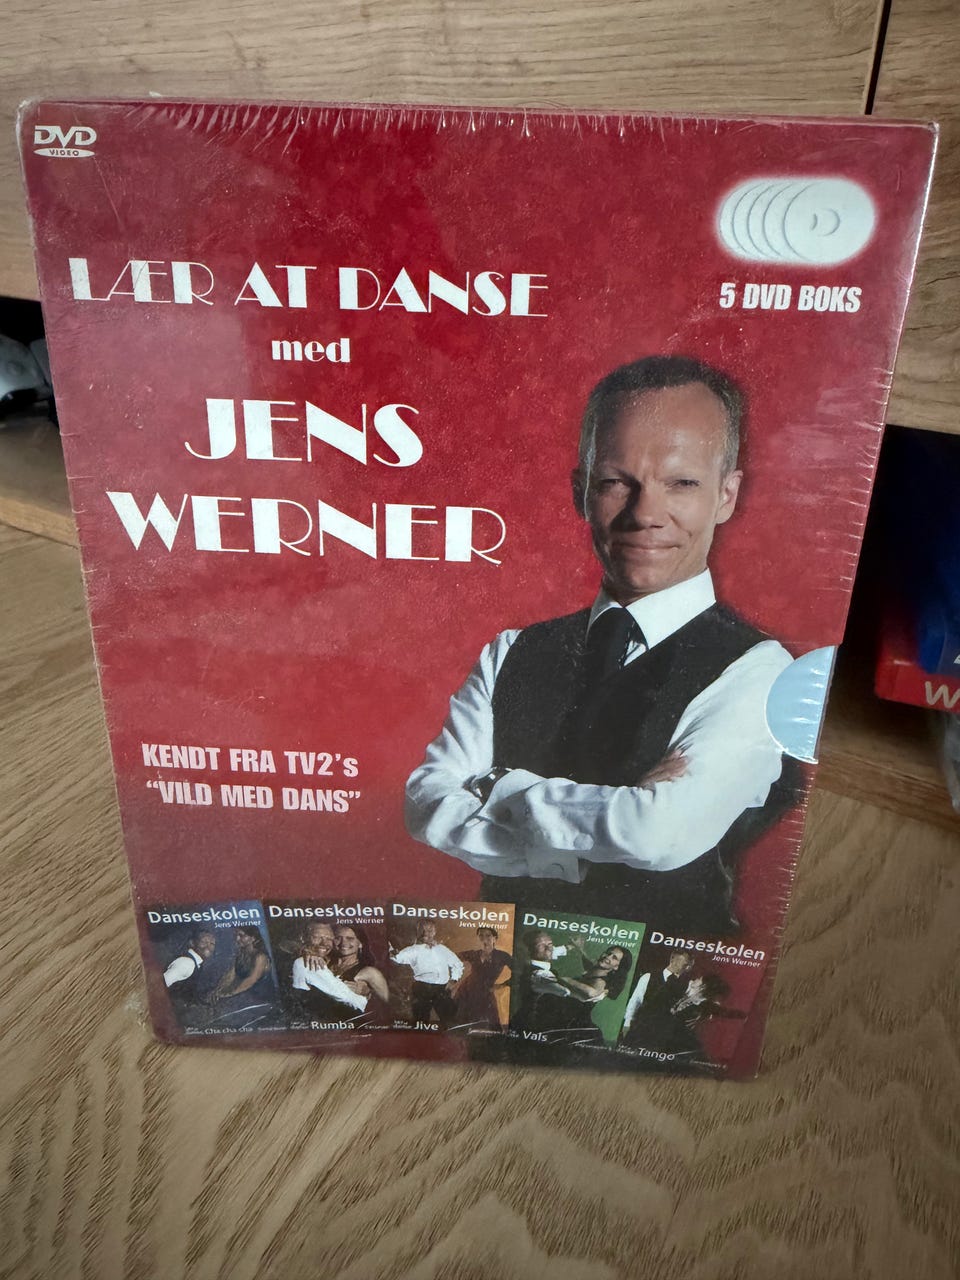 DVD
VIDEO
LÆR AT DANSE
med
JENS
WERNER
5 DVD BOKS
KENDT FRA TV2's
"VILD MED DANS"
Danseskolen
Jens Werner
Cha cha cha
Danseskolen
Jens Werner
Rumba
Danseskolen
Jens Werner
Jive
Danseskolen
Jens Werner
Vals
Danseskolen
Jens Werner
Tango
W